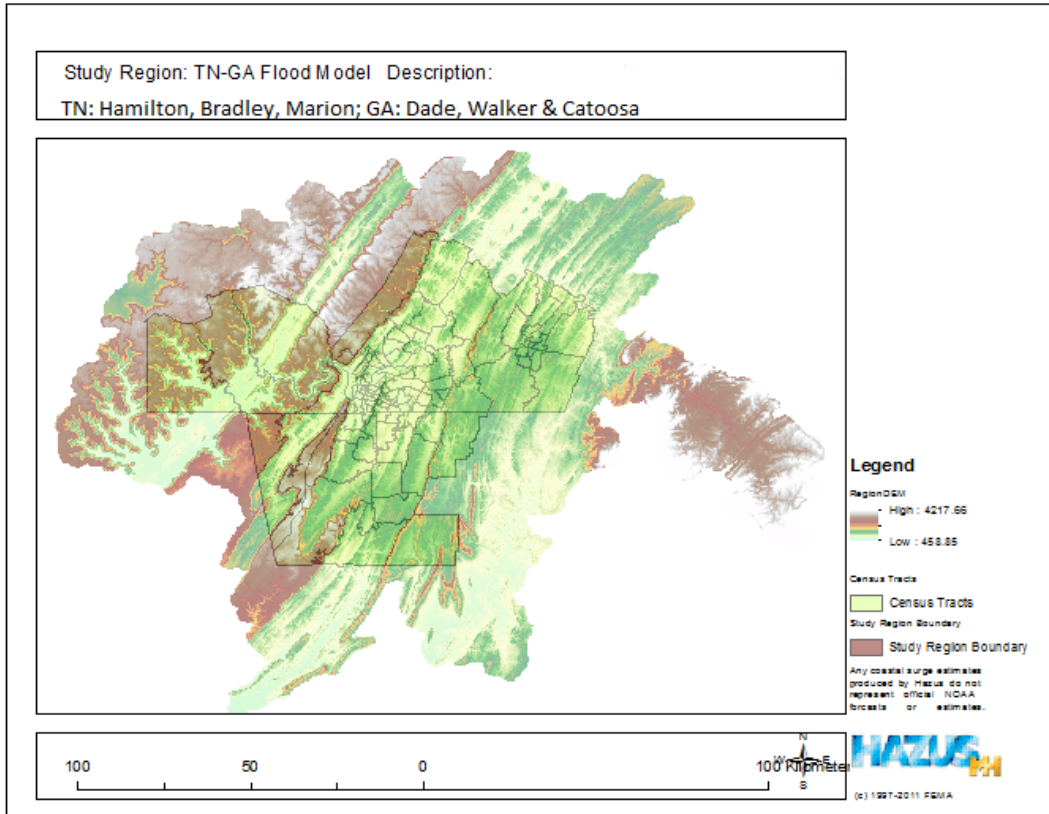 Study Region: TN-GA Flood Model Description:
TN: Hamilton, Bradley, Marion; GA: Dade, Walker & Catoosa
Legend
RegionDEM
High : 4217.66
Low : 458.85
Census Tracts
Census Tracts
Study Region Boundary
Study Region Boundary
Any coastal surge estimates
produced by Hazus do not
represent official NOAA
forcasts or estimates.
N
W E
S
100 50 0 100 Kilometer
HAZUS MH
(c) 1997-2011 FEMA